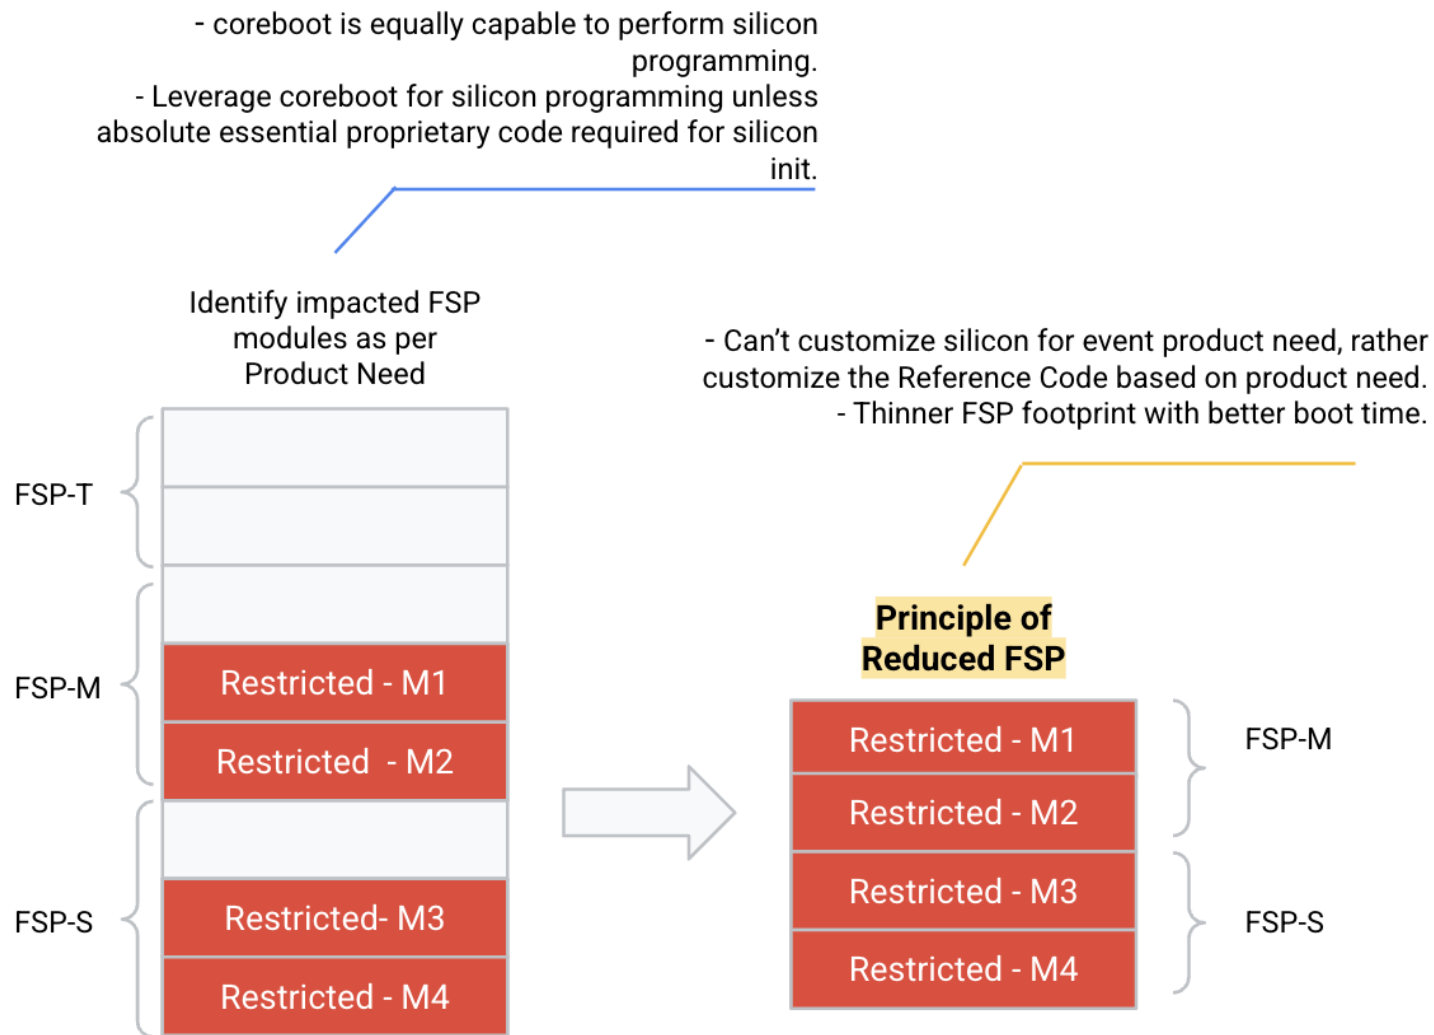 - coreboot is equally capable to perform silicon
programming.
- Leverage coreboot for silicon programming unless
absolute essential proprietary code required for silicon
init.
Identify impacted FSP
modules as per
Product Need
- Can’t customize silicon for event product need, rather
customize the Reference Code based on product need.
- Thinner FSP footprint with better boot time.
FSP-T
FSP-M
Restricted - M1
Restricted - M2
FSP-S
Restricted- M3
Restricted - M4
Principle of
Reduced FSP
Restricted - M1
Restricted - M2
FSP-M
Restricted - M3
Restricted - M4
FSP-S